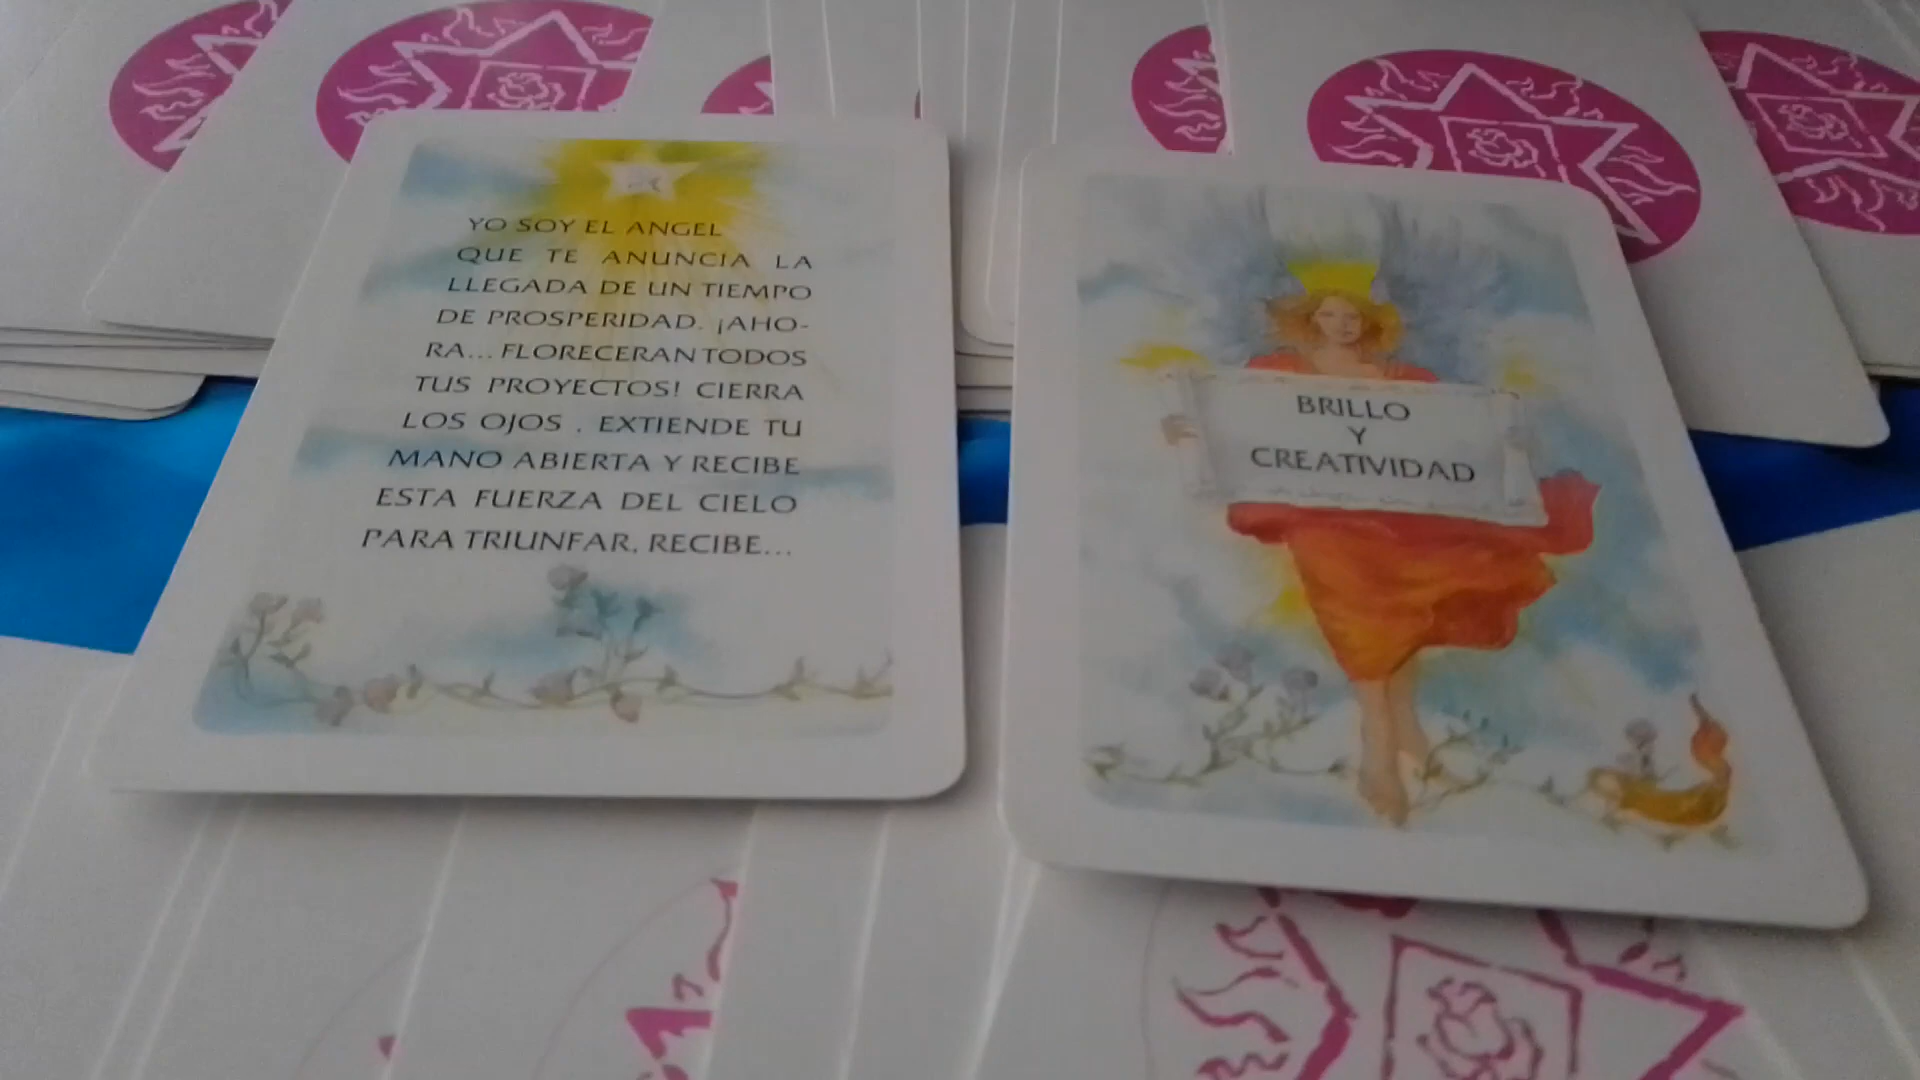 YO SOY EL ANGEL
QUE TE ANUNCIA LA
LLEGADA DE UN TIEMPO
DE PROSPERIDAD. ¡AHO-
RA... FLORECERAN TODOS
TUS PROYECTOS! CIERRA
LOS OJOS . EXTIENDE TU
MANO ABIERTA Y RECIBE
ESTA FUERZA DEL CIELO
PARA TRIUNFAR, RECIBE...
BRILLO
Y
CREATIVIDAD